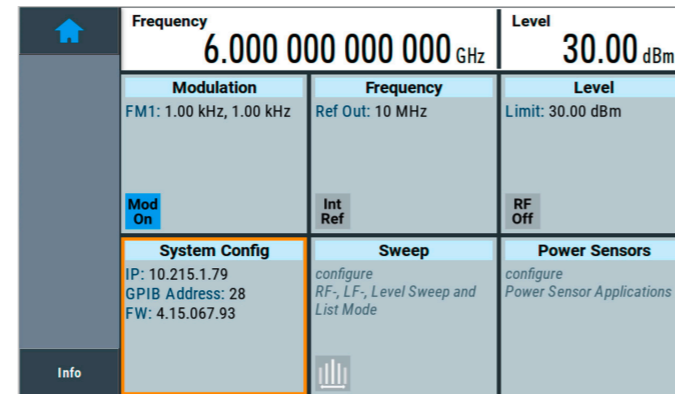 Frequency
6.000 000 000 000 GHz
Level
30.00 dBm
Modulation
FM1: 1.00 kHz, 1.00 kHz
Mod
On
Frequency
Ref Out: 10 MHz
Int
Ref
Level
Limit: 30.00 dBm
RF
Off
System Config
IP: 10.215.1.79
GPIB Address: 28
FW: 4.15.067.93
Sweep
configure
RF-, LF-, Level Sweep and
List Mode
Power Sensors
configure
Power Sensor Applications
Info